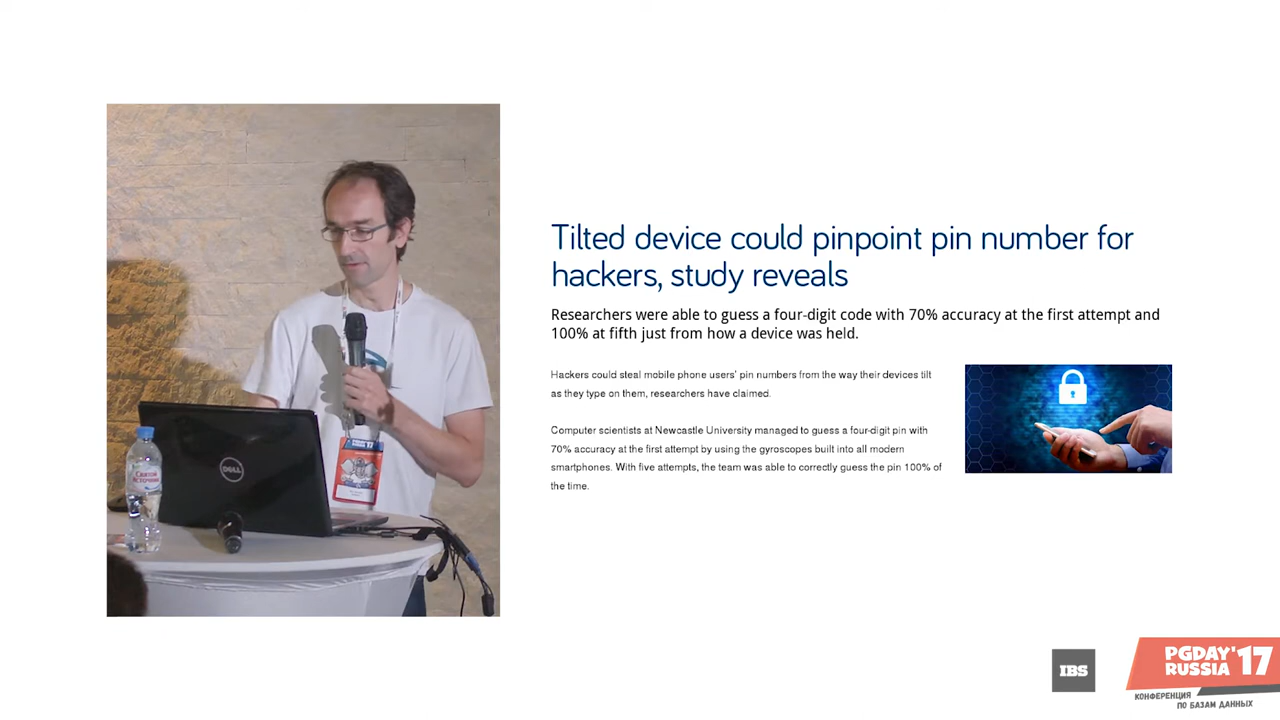 Tilted device could pinpoint pin number for
hackers, study reveals
Researchers were able to guess a four-digit code with 70% accuracy at the first attempt and
100% at fifth just from how a device was held.
Hackers could steal mobile phone users' pin numbers from the way their devices tilt
as they type on them, researchers have claimed.
Computer scientists at Newcastle University managed to guess a four-digit pin with
70% accuracy at the first attempt by using the gyroscopes built into all modern
smartphones. With five attempts, the team was able to correctly guess the pin 100% of
the time.
DELL
СВЯТОЙ
ИСТОЧНИК
IBS
PGDAY'17
RUSSIA
КОНФЕРЕНЦИЯ
ПО БАЗАМ ДАННЫХ